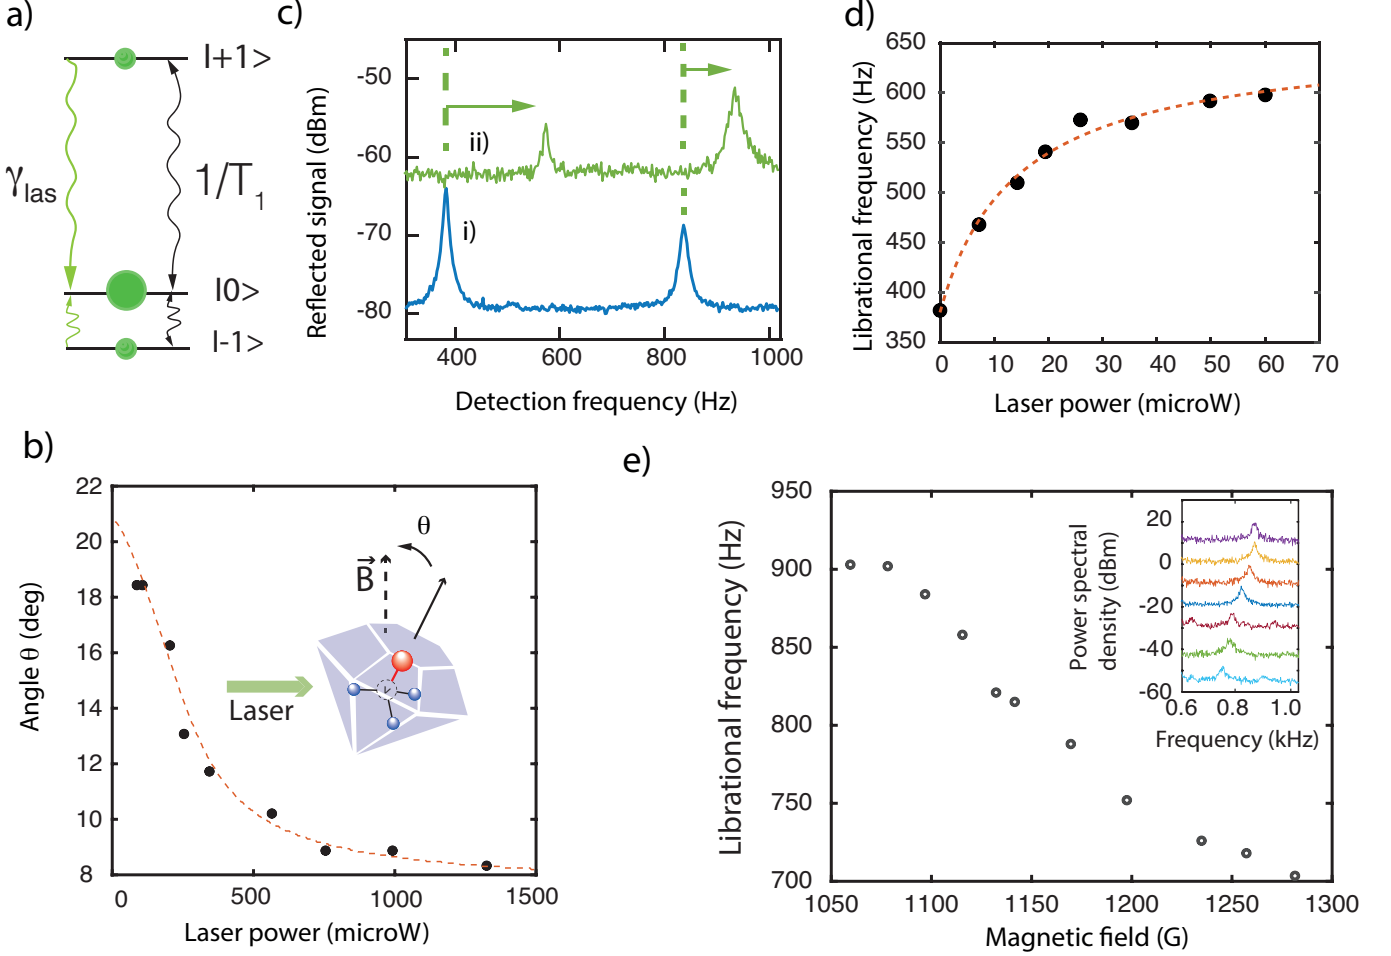 a)
I+1>
γlas
1/T1
I0>
I-1>
c)
Reflected signal (dBm)
-50
-60
-70
-80
ii)
i)
400
600
800
1000
Detection frequency (Hz)
d)
Librational frequency (Hz)
650
600
550
500
450
400
350
0
10
20
30
40
50
60
70
Laser power (microW)
b)
Angle θ (deg)
22
20
18
16
14
12
10
8
θ
B
Laser
0
500
1000
1500
Laser power (microW)
e)
Librational frequency (Hz)
950
900
850
800
750
700
Power spectral
density (dBm)
20
0
-20
-40
-60
0.6
0.8
1.0
Frequency (kHz)
1050
1100
1150
1200
1250
1300
Magnetic field (G)